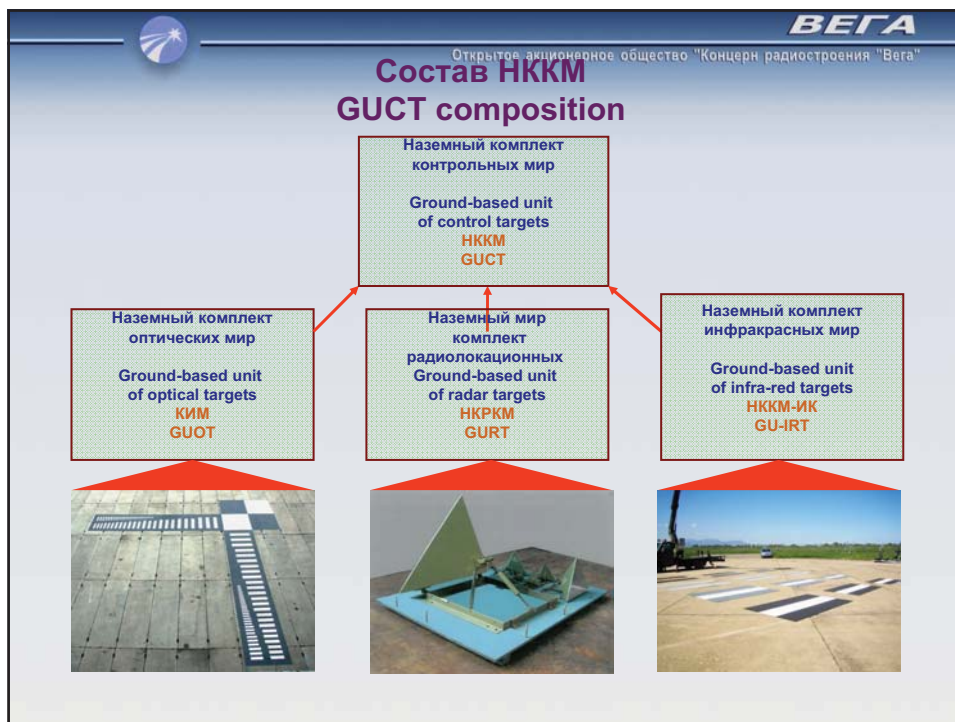 ВЕГА
Открытое акционерное общество "Концерн радиостроения "Вега"
Состав НККМ
GUCT composition
Наземный комплект
контрольных мир
Ground-based unit
of control targets
НККМ
GUCT
Наземный комплект
оптических мир
Ground-based unit
of optical targets
КИМ
GUOT
Наземный мир
комплект
радиолокационных
Ground-based unit
of radar targets
НКРКМ
GURT
Наземный комплект
инфракрасных мир
Ground-based unit
of infra-red targets
НККМ-ИК
GU-IRT